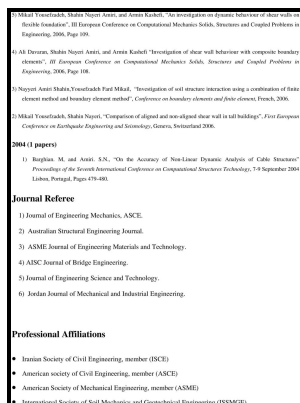 5) Mikail Yousefzadeh, Shahin Nayeri Amiri, and Armin Kashefi, "An investigation on dynamic behaviour of shear walls on
flexible foundation", III European Conference on Computational Mechanics Solids, Structures and Coupled Problems in
Engineering, 2006, Page 109.
4) Ali Davaran, Shahin Nayeri Amiri, and Armin Kashefi "Investigation of shear wall behaviour with composite boundary
elements", III European Conference on Computational Mechanics Solids, Structures and Coupled Problems in
Engineering, 2006, Page 108.
3) Nayyeri Amiri Shahin,Yousefzadeh Fard Mikail, "Investigation of soil structure interaction using a combination of finite
element method and boundary element method", Conference on boundary elements and finite element, French, 2006.
2) Mikail Yousefzadeh, Shahin Nayeri, "Comparison of aligned and non-aligned shear wall in tall buildings", First European
Conference on Earthquake Engineering and Seismology, Geneva, Switzerland 2006.
2004 (1 papers)
1) Barghian. M, and Amiri. S.N., "On the Accuracy of Non-Linear Dynamic Analysis of Cable Structures"
Proceedings of the Seventh International Conference on Computational Structures Technology, 7-9 September 2004
Lisbon, Portugal, Pages 479-480.
Journal Referee
1) Journal of Engineering Mechanics, ASCE.
2) Australian Structural Engineering Journal.
3) ASME Journal of Engineering Materials and Technology.
4) AISC Journal of Bridge Engineering.
5) Journal of Engineering Science and Technology.
6) Jordan Journal of Mechanical and Industrial Engineering.
Professional Affiliations
• Iranian Society of Civil Engineering, member (ISCE)
• American society of Civil Engineering, member (ASCE)
• American Society of Mechanical Engineering, member (ASME)
• International Society of Soil Mechanics and Geotechnical Engineering (ISSMGE)